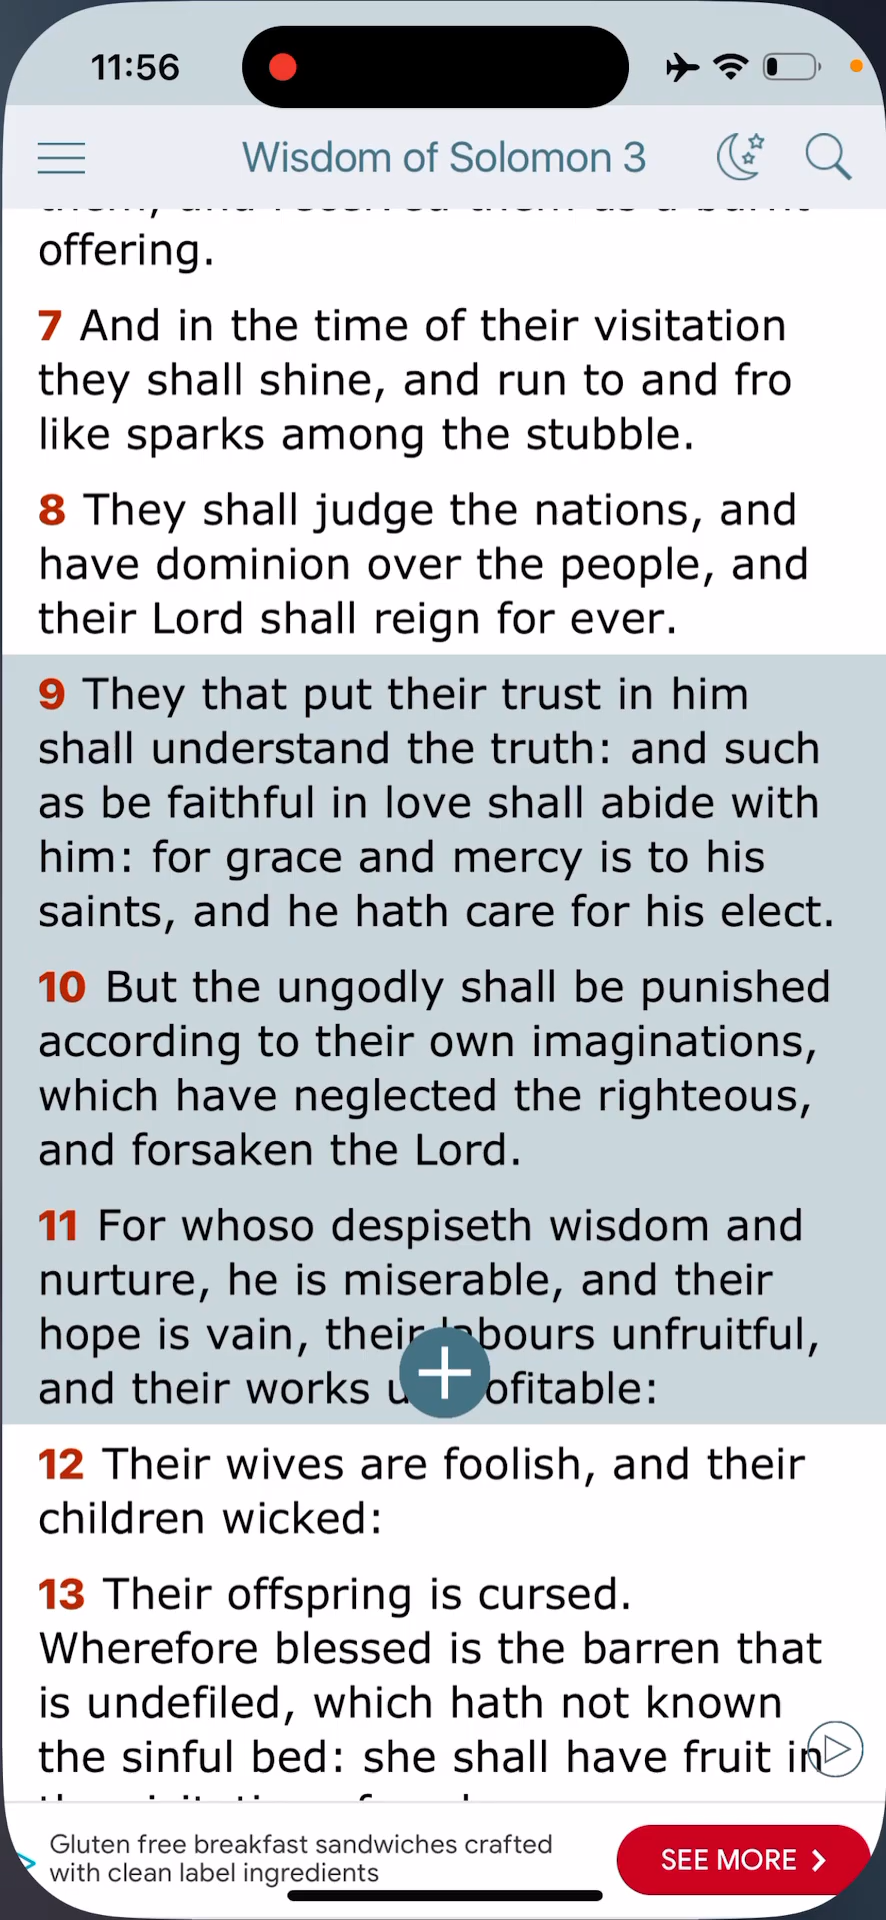 11:56
Wisdom of Solomon 3
offering.
7 And in the time of their visitation
they shall shine, and run to and fro
like sparks among the stubble.
8 They shall judge the nations, and
have dominion over the people, and
their Lord shall reign for ever.
9 They that put their trust in him
shall understand the truth: and such
as be faithful in love shall abide with
him: for grace and mercy is to his
saints, and he hath care for his elect.
10 But the ungodly shall be punished
according to their own imaginations,
which have neglected the righteous,
and forsaken the Lord.
11 For whoso despiseth wisdom and
nurture, he is miserable, and their
hope is vain, their labours unfruitful,
and their works
12 Their wives are foolish, and their
children wicked:
13 Their offspring is cursed.
Wherefore blessed is the barren that
is undefiled, which hath not known
the sinful bed: she shall have fruit in
Gluten free breakfast sandwiches crafted
with clean label ingredients
SEE MORE